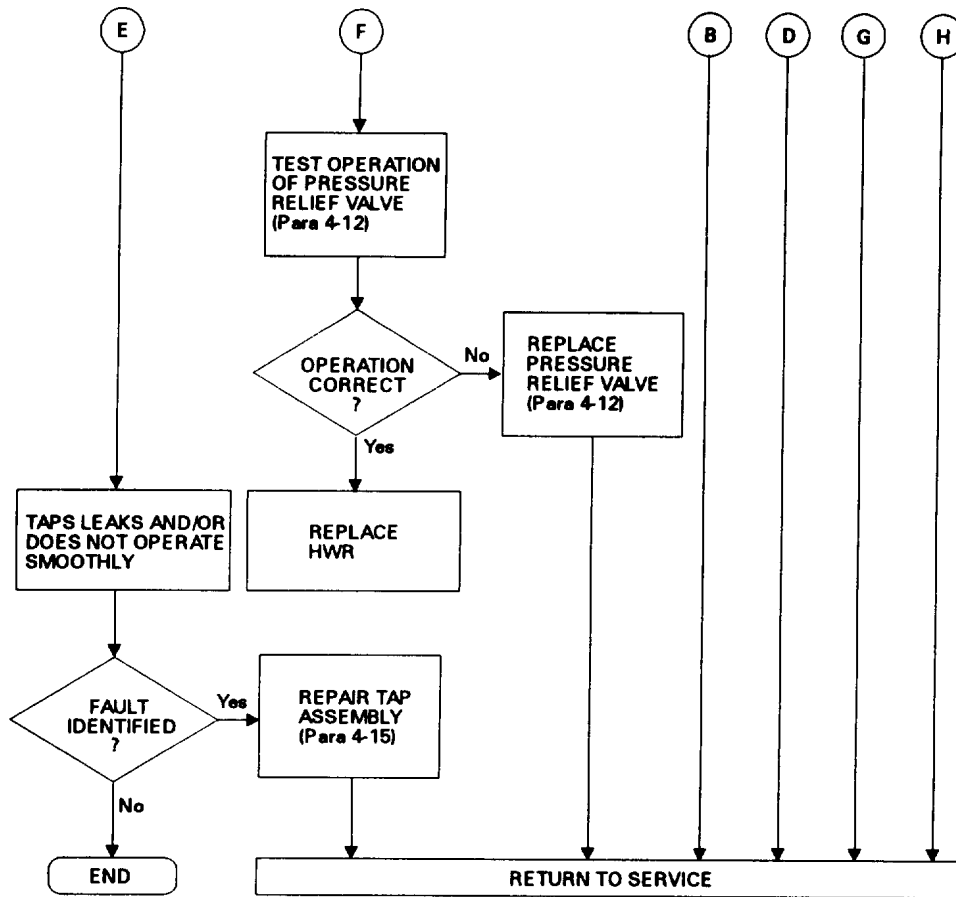 E
F
B
D
G
H
TEST OPERATION
OF PRESSURE
RELIEF VALVE
(Para 4-12)
OPERATION
CORRECT
?
No
REPLACE
PRESSURE
RELIEF VALVE
(Para 4-12)
Yes
REPLACE
HWR
TAPS LEAKS AND/OR
DOES NOT OPERATE
SMOOTHLY
FAULT
IDENTIFIED
?
Yes
REPAIR TAP
ASSEMBLY
(Para 4-15)
No
END
RETURN TO SERVICE